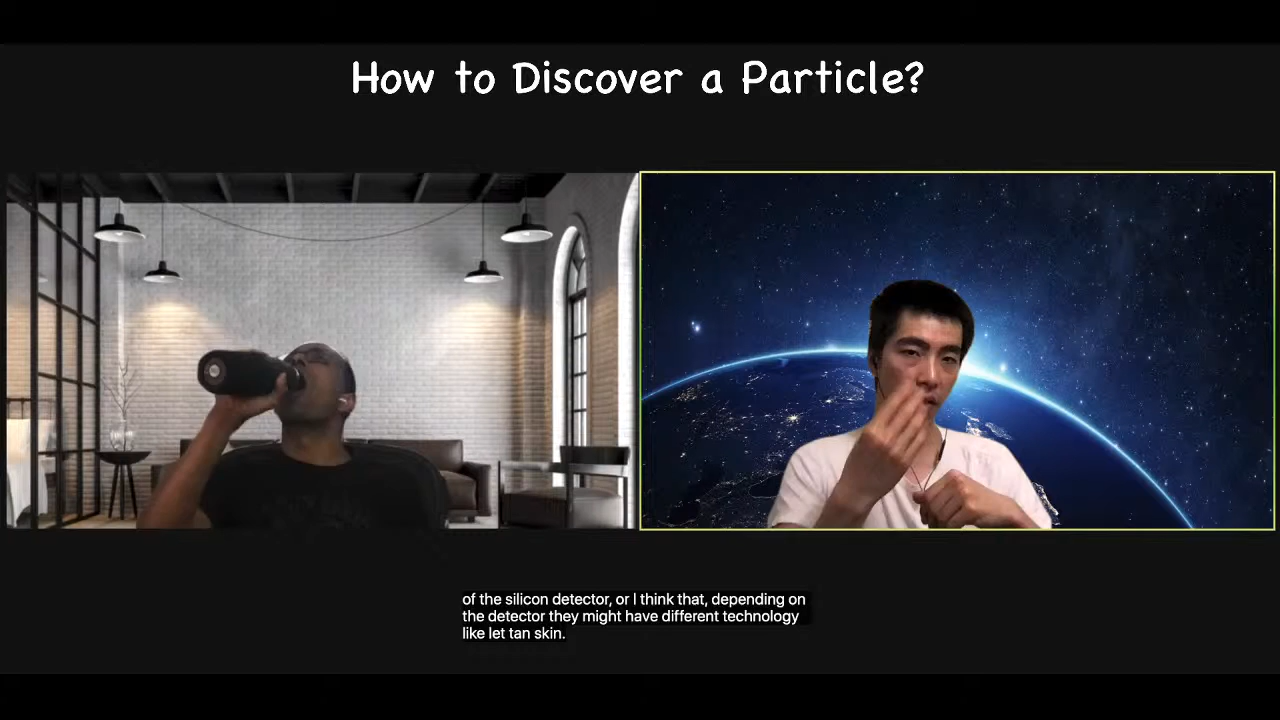 How to Discover a Particle?
of the silicon detector, or I think that, depending on
the detector they might have different technology
like let tan skin.